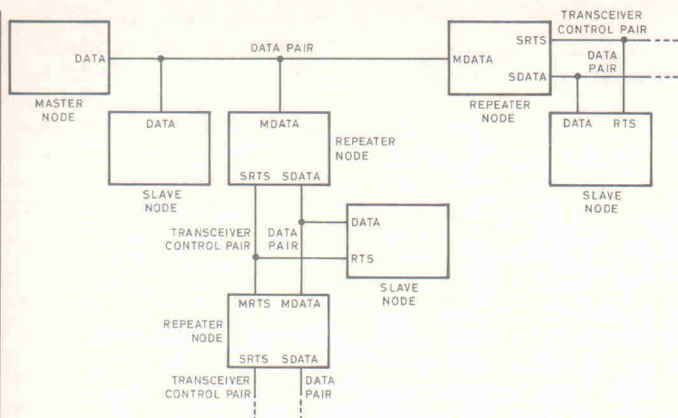 TRANSCEIVER
CONTROL PAIR
SRTS
DATA PAIR
DATA
MDATA
DATA
PAIR
SDATA
MASTER
NODE
REPEATER
NODE
DATA
MDATA
REPEATER
NODE
DATA RTS
SRTS SDATA
SLAVE
NODE
SLAVE
NODE
TRANSCEIVER
CONTROL PAIR
DATA
PAIR
DATA
RTS
SLAVE
NODE
MRTS MDATA
REPEATER
NODE
SRTS SDATA
TRANSCEIVER
CONTROL PAIR
DATA
PAIR